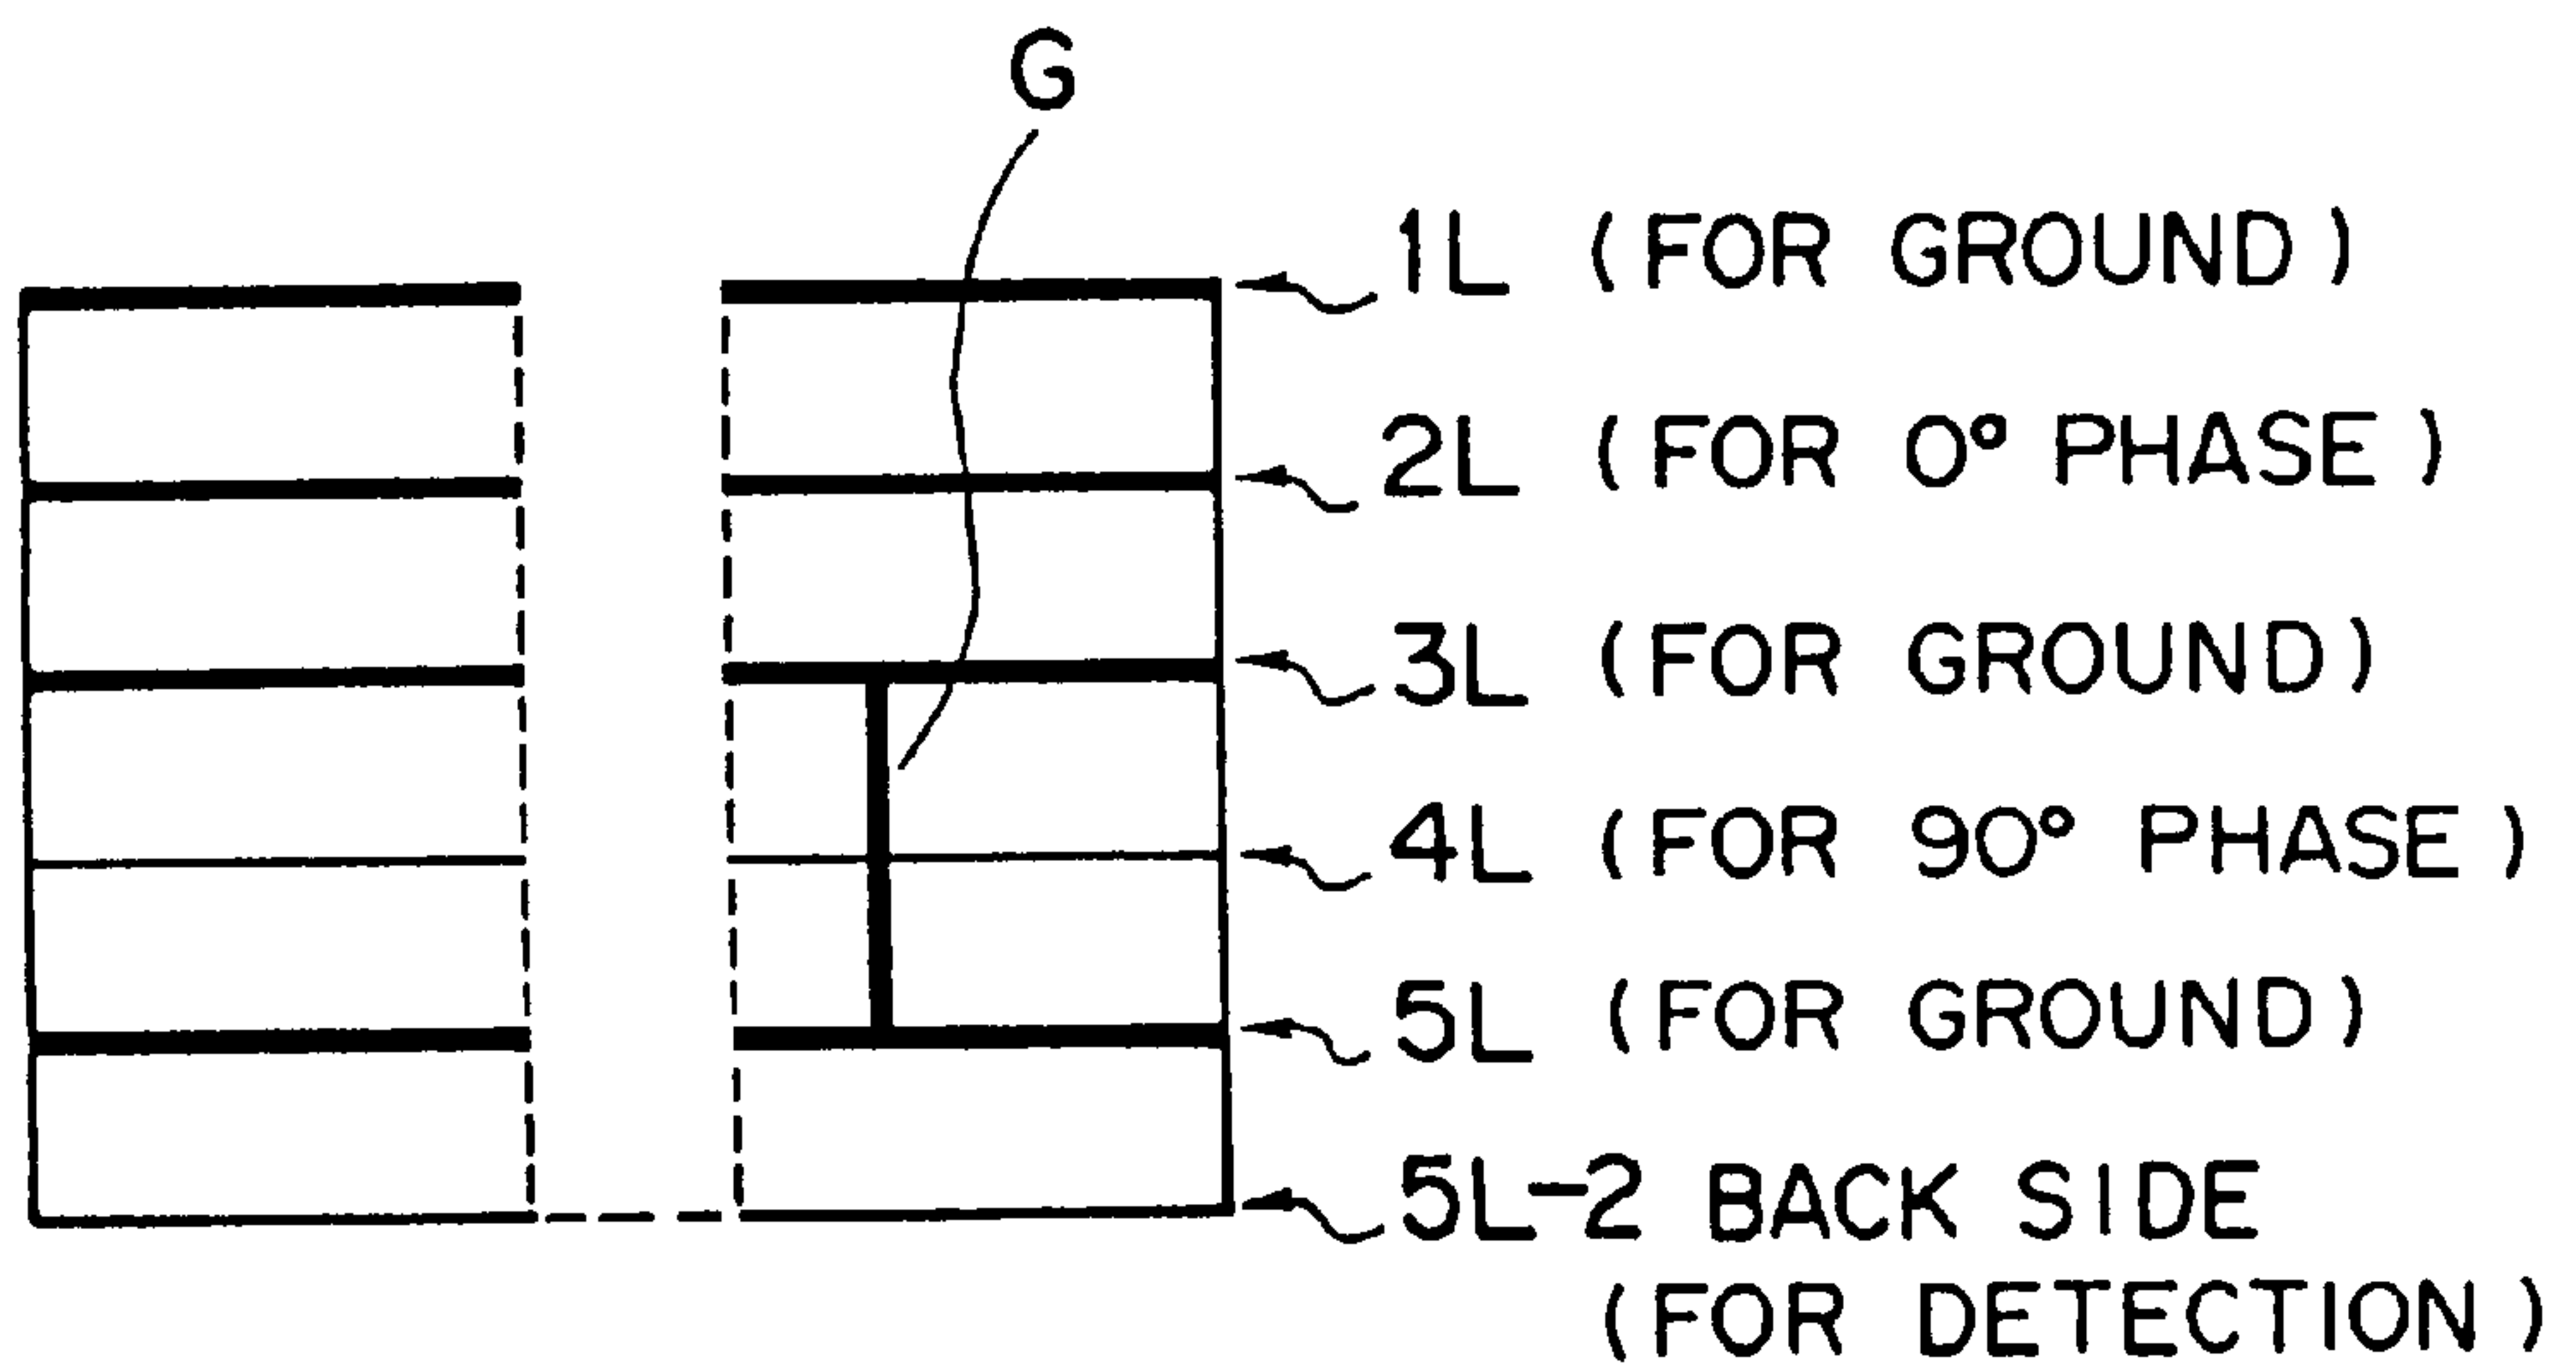 G
1L (FOR GROUND)
2L (FOR 0° PHASE)
3L (FOR GROUND)
4L (FOR 90° PHASE)
5L (FOR GROUND)
5L-2 BACK SIDE
(FOR DETECTION)